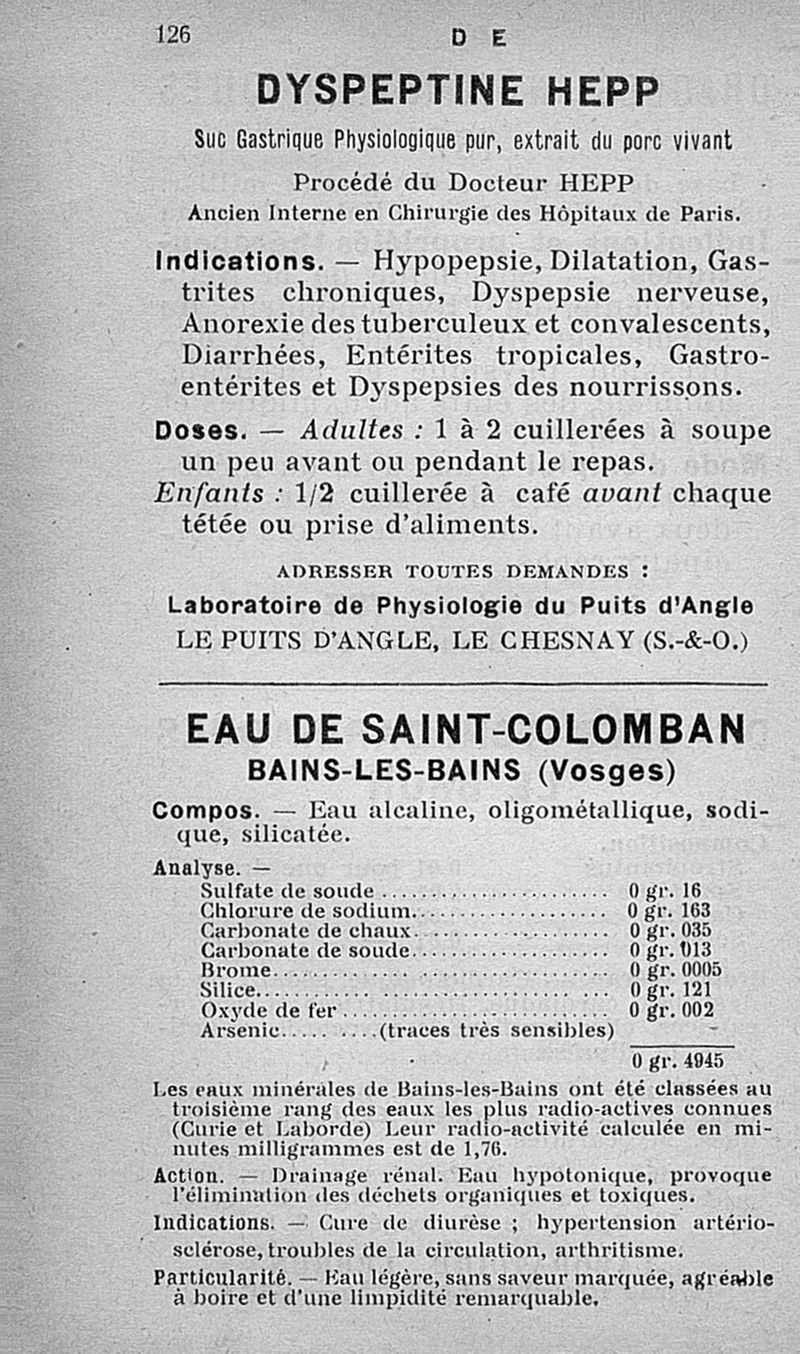 126
D E
DYSPEPTINE HEPP
Suc Gastrique Physiologique pur, extrait du porc vivant
Procédé du Docteur HEPP
Ancien Interne en Chirurgie des Hôpitaux de Paris.
Indications. — Hypopepsie, Dilatation, Gas-
trites chroniques, Dyspepsie nerveuse,
Anorexie des tuberculeux et convalescents,
Diarrhées, Entérites tropicales, Gastro-
entérites et Dyspepsies des nourrissons.
Doses. — Adultes : 1 à 2 cuillerées à soupe
un peu avant ou pendant le repas.
Enfants : 1/2 cuillerée à café avant chaque
tétée ou prise d'aliments.
ADRESSER TOUTES DEMANDES :
Laboratoire de Physiologie du Puits d'Angle
LE PUITS D'ANGLE, LE CHESNAY (S.-&-O.)
EAU DE SAINT-COLOMBAN
BAINS-LES-BAINS (Vosges)
Compos. — Eau alcaline, oligométallique, sodi-
que, silicatée.
Analyse. —
Sulfate de soude ...................... 0 gr. 16
Chlorure de sodium.................... 0 gr. 163
Carbonate de chaux.................... 0 gr. 035
Carbonate de soude.................... 0 gr. 013
Brome................................. 0 gr. 0005
Silice................................. 0 gr. 121
Oxyde de fer .......................... 0 gr. 002
Arsenic..... .....(traces très sensibles) -
0 gr. 4945
Les eaux minérales de Bains-les-Bains ont été classées au
troisième rang des eaux les plus radio-actives connues
(Curie et Laborde) Leur radio-activité calculée en mi-
nutes milligrammes est de 1,76.
Action. — Drainage rénal. Eau hypotonique, provoque
l'élimination des déchets organiques et toxiques.
Indications. — Cure de diurèse ; hypertension artério-
sclérose, troubles de la circulation, arthritisme.
Particularité. — Eau légère, sans saveur marquée, agréable
à boire et d'une limpidité remarquable.